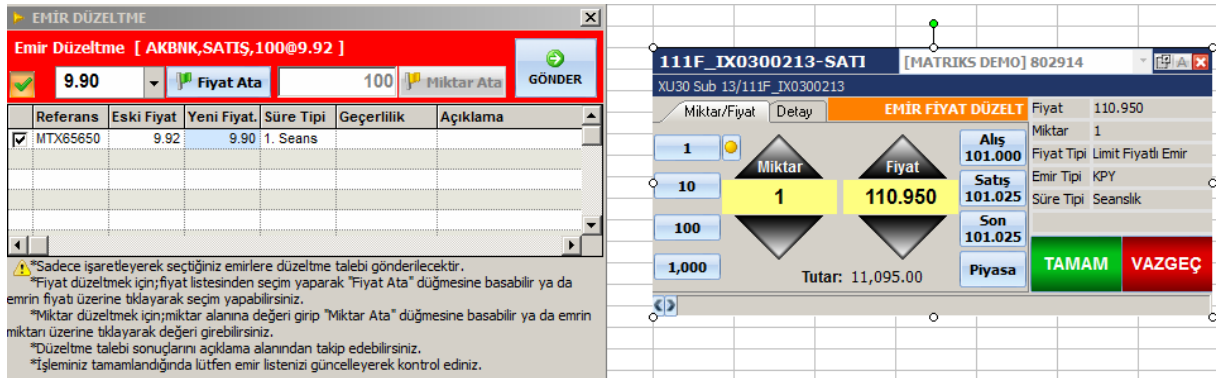 EMİR DÜZELTME
Emir Düzeltme [ AKBNK,SATIŞ,100@9.92 ]
9.90
Fiyat Ata
100
Miktar Ata
GÖNDER
Referans Eski Fiyat Yeni Fiyat. Süre Tipi Geçerlilik Açıklama
MTX65650 9.92 9.90 1. Seans
*Sadece işaretleyerek seçtiğiniz emirlere düzeltme talebi gönderilecektir.
*Fiyat düzeltmek için;fiyat listesinden seçim yaparak "Fiyat Ata" düğmesine basabilir ya da
emrin fiyatı üzerine tıklayarak seçim yapabilirsiniz.
*Miktar düzeltmek için;miktar alanına değeri girip "Miktar Ata" düğmesine basabilir ya da emrin
miktarı üzerine tıklayarak değeri girebilirsiniz.
*Düzeltme talebi sonuçlarını açıklama alanından takip edebilirsiniz.
*İşleminiz tamamlandığında lütfen emir listenizi güncelleyerek kontrol ediniz.
111F_IX0300213-SATI [MATRIKS DEMO] 802914
A
XU30 Sub 13/111F_IX0300213
Miktar/Fiyat Detay EMİR FİYAT DÜZELT
1
10
100
1,000
Miktar
1
Fiyat
110.950
Tutar: 11,095.00
Alış
101.000
Satış
101.025
Son
101.025
Piyasa
Fiyat 110.950
Miktar 1
Fiyat Tipi Limit Fiyatlı Emir
Emir Tipi KPY
Süre Tipi Seanslık
TAMAM VAZGEÇ